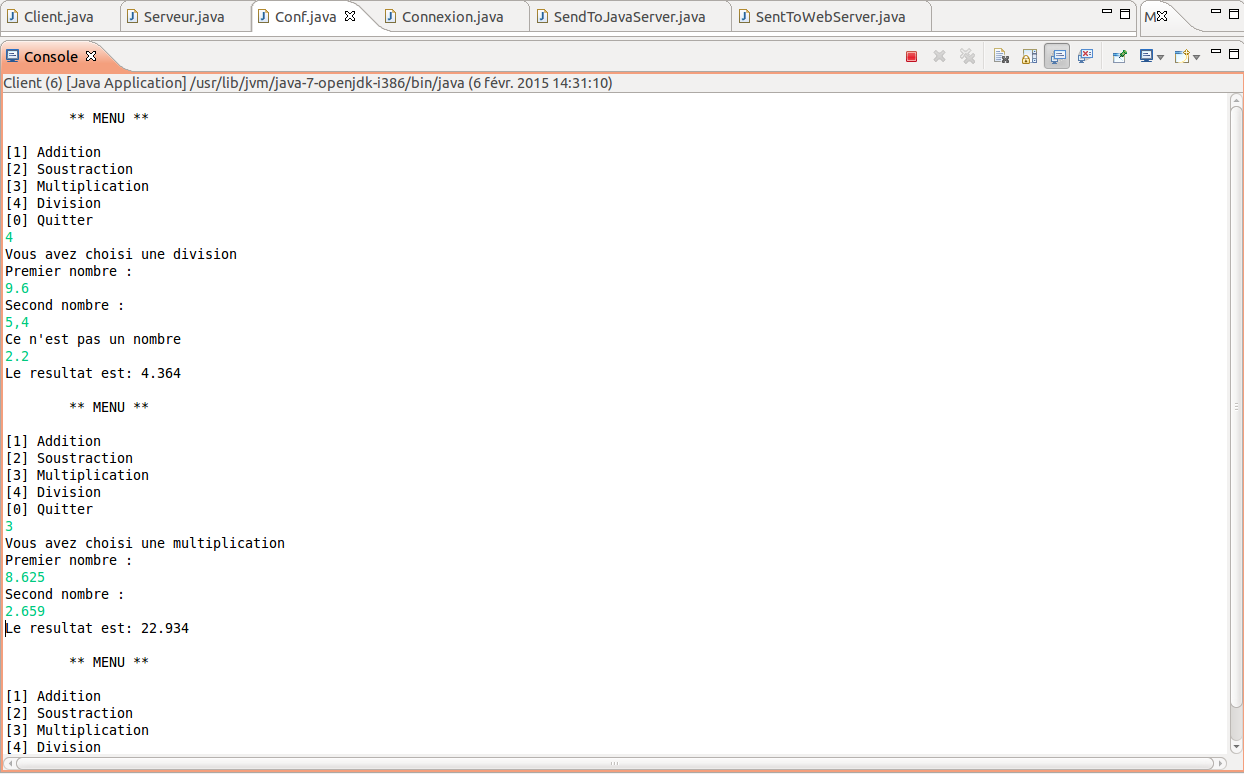 Client.java Serveur.java Conf.java Connexion.java SendToJavaServer.java SentToWebServer.java
Console
Client (6) [Java Application] /usr/lib/jvm/java-7-openjdk-i386/bin/java (6 févr. 2015 14:31:10)
** MENU **
[1] Addition
[2] Soustraction
[3] Multiplication
[4] Division
[0] Quitter
4
Vous avez choisi une division
Premier nombre :
9.6
Second nombre :
5,4
Ce n'est pas un nombre
2.2
Le resultat est: 4.364
** MENU **
[1] Addition
[2] Soustraction
[3] Multiplication
[4] Division
[0] Quitter
3
Vous avez choisi une multiplication
Premier nombre :
8.625
Second nombre :
2.659
Le resultat est: 22.934
** MENU **
[1] Addition
[2] Soustraction
[3] Multiplication
[4] Division